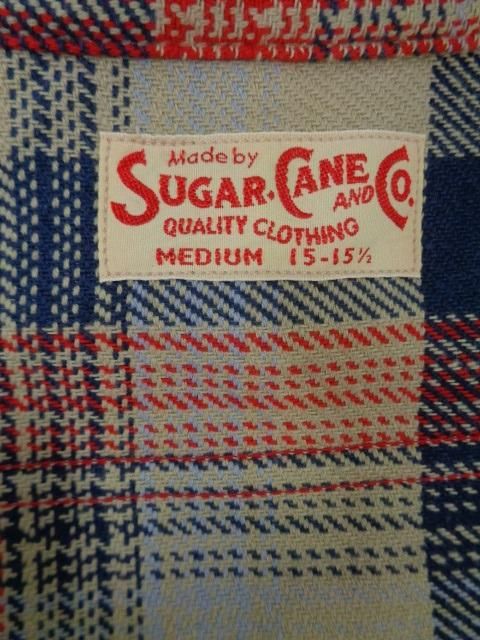 Made by
SUGAR. CANE AND CO.
QUALITY CLOTHING
MEDIUM 15-15½